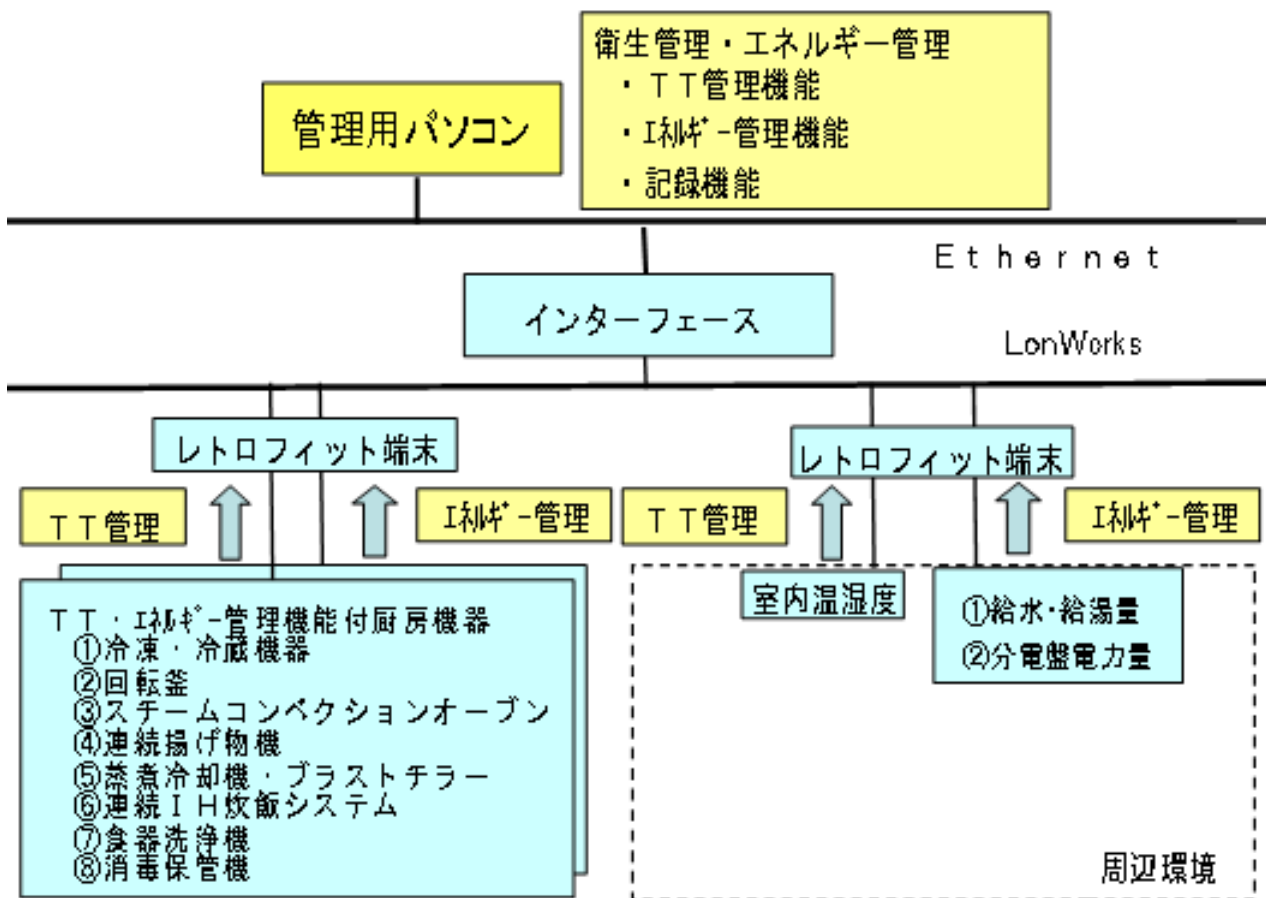 衛生管理・エネルギー管理
・ＴＴ管理機能
・ｴﾈﾙｷﾞｰ管理機能
・記録機能
管理用パソコン
Ｅｔｈｅｒｎｅｔ
インターフェース
LonWorks
レトロフィット端末
レトロフィット端末
ＴＴ管理
ｴﾈﾙｷﾞｰ管理
ＴＴ管理
ｴﾈﾙｷﾞｰ管理
ＴＴ・ｴﾈﾙｷﾞｰ管理機能付厨房機器
①冷凍・冷蔵機器
②回転釜
③スチームコンベクションオーブン
④連続揚げ物機
⑤蒸煮冷却機・ブラストチラー
⑥連続ＩＨ炊飯システム
⑦食器洗浄機
⑧消毒保管機
室内温湿度
①給水・給湯量
②分電盤電力量
周辺環境